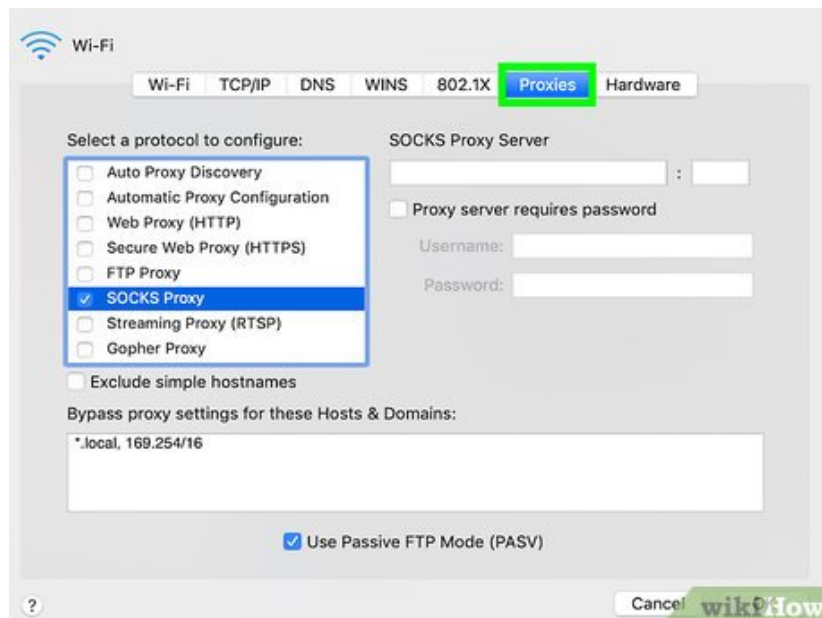 Wi-Fi
Wi-Fi TCP/IP DNS WINS 802.1X Proxies Hardware
Select a protocol to configure:
Auto Proxy Discovery
Automatic Proxy Configuration
Web Proxy (HTTP)
Secure Web Proxy (HTTPS)
FTP Proxy
SOCKS Proxy
Streaming Proxy (RTSP)
Gopher Proxy
Exclude simple hostnames
SOCKS Proxy Server
:
Proxy server requires password
Username:
Password:
Bypass proxy settings for these Hosts & Domains:
*.local, 169.254/16
Use Passive FTP Mode (PASV)
? Cancel
wikiHow